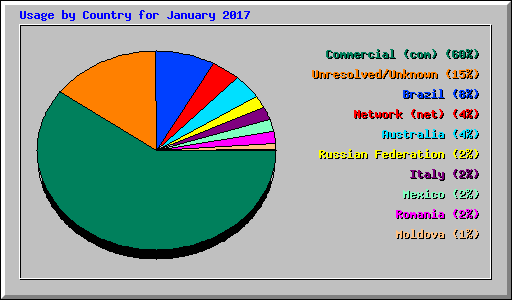 Usage by Country for January 2017
Commercial (com) (60%)
Unresolved/Unknown (15%)
Brazil (8%)
Network (net) (4%)
Australia (4%)
Russian Federation (2%)
Italy (2%)
Mexico (2%)
Romania (2%)
Moldova (1%)